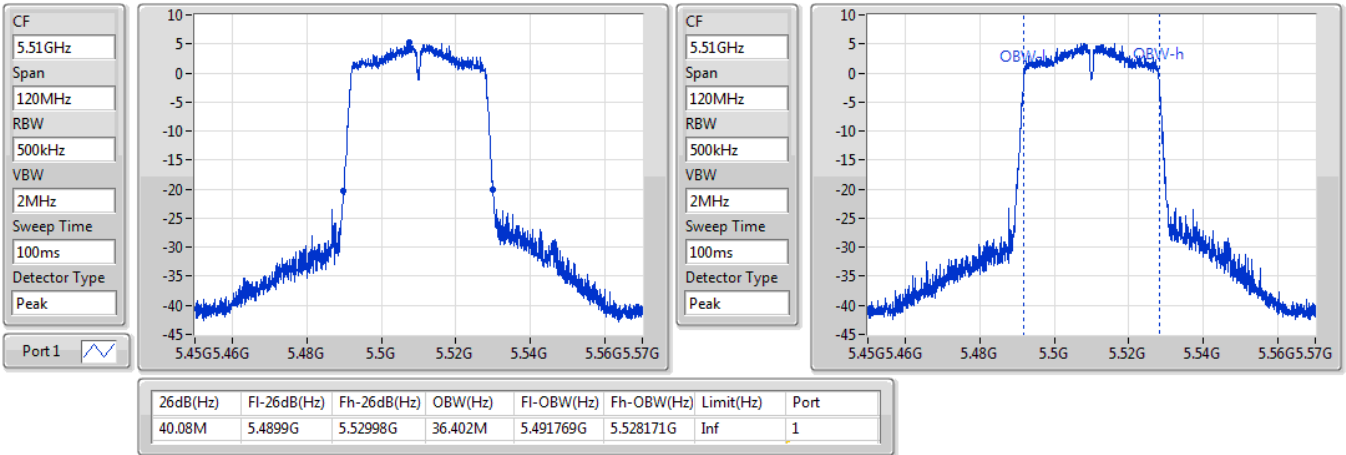 CF
5.51GHz
Span
120MHz
RBW
500kHz
VBW
2MHz
Sweep Time
100ms
Detector Type
Peak
Port 1
10
5
0
-5
-10
-15
-20
-25
-30
-35
-40
-45
5.45G 5.46G 5.48G 5.5G 5.52G 5.54G 5.56G 5.57G
CF
5.51GHz
Span
120MHz
RBW
500kHz
VBW
2MHz
Sweep Time
100ms
Detector Type
Peak
10
5
0
-5
-10
-15
-20
-25
-30
-35
-40
-45
OBW-l OBW-h
5.45G 5.46G 5.48G 5.5G 5.52G 5.54G 5.56G 5.57G
26dB(Hz) Fl-26dB(Hz) Fh-26dB(Hz) OBW(Hz) Fl-OBW(Hz) Fh-OBW(Hz) Limit(Hz) Port
40.08M 5.4899G 5.52998G 36.402M 5.491769G 5.528171G Inf 1